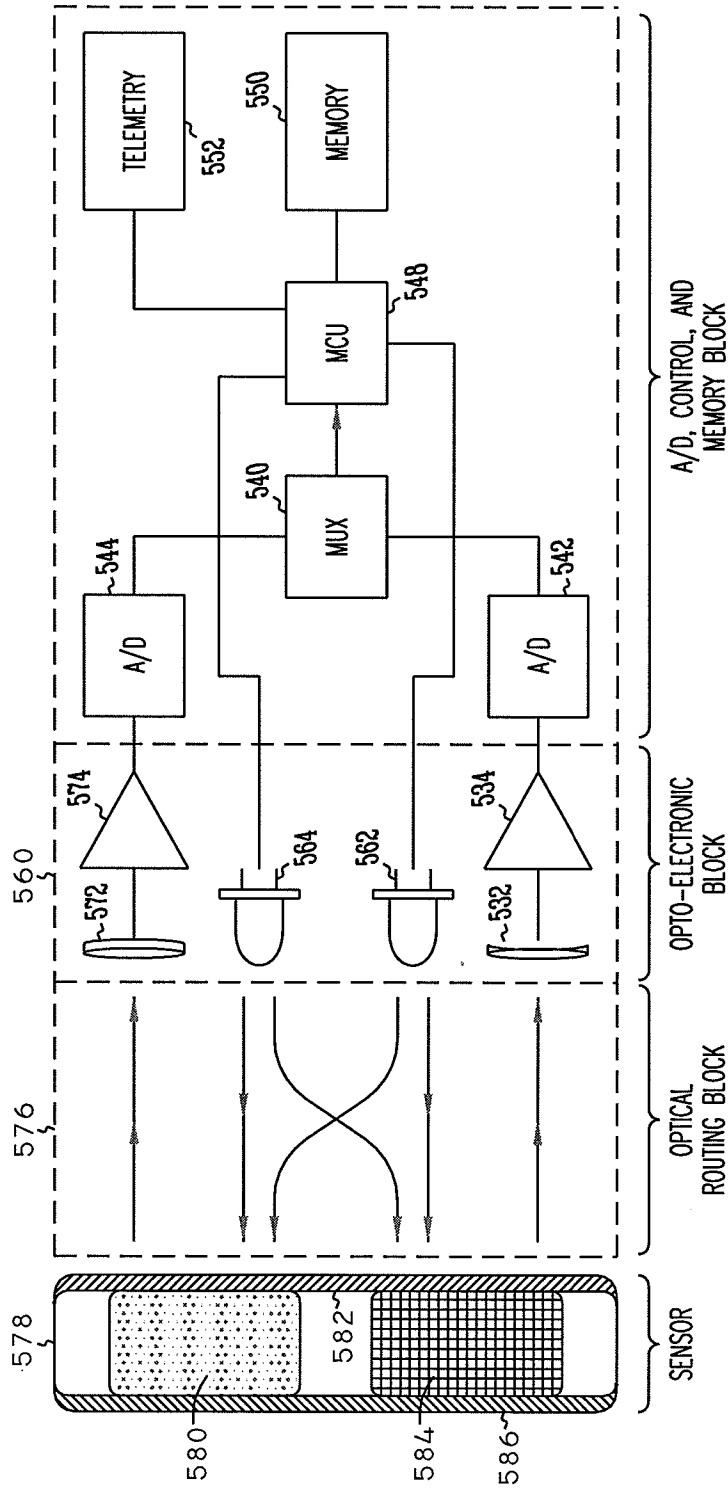 578
576
560
580
582
584
586
572
574
564
562
532
534
A/D
544
A/D
542
MUX
540
MCU
548
TELEMETRY
552
MEMORY
550
SENSOR
OPTICAL
ROUTING BLOCK
OPTO-ELECTRONIC
BLOCK
A/D, CONTROL, AND
MEMORY BLOCK